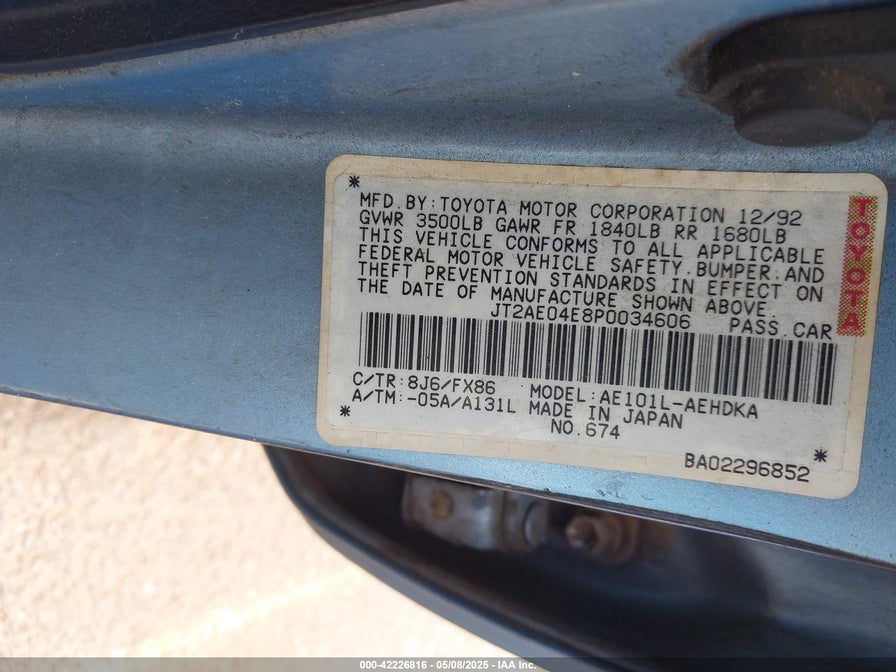 * MFD.BY:TOYOTA MOTOR CORPORATION 12/92
GVWR 3500LB GAWR FR 1840LB RR 1680LB
THIS VEHICLE CONFORMS TO ALL APPLICABLE
FEDERAL MOTOR VEHICLE SAFETY.BUMPER.AND
THEFT PREVENTION STANDARDS IN EFFECT ON
THE DATE OF MANUFACTURE SHOWN ABOVE.
JT2AE04E8P0034606 PASS.CAR
TOYOTA
C/TR:8J6/FX86 MODEL:AE101L-AEHDKA
A/TM:-05A/A131L MADE IN JAPAN
* NO.674 *
BA02296852
000-42226816 - 05/08/2025 - IAA Inc.